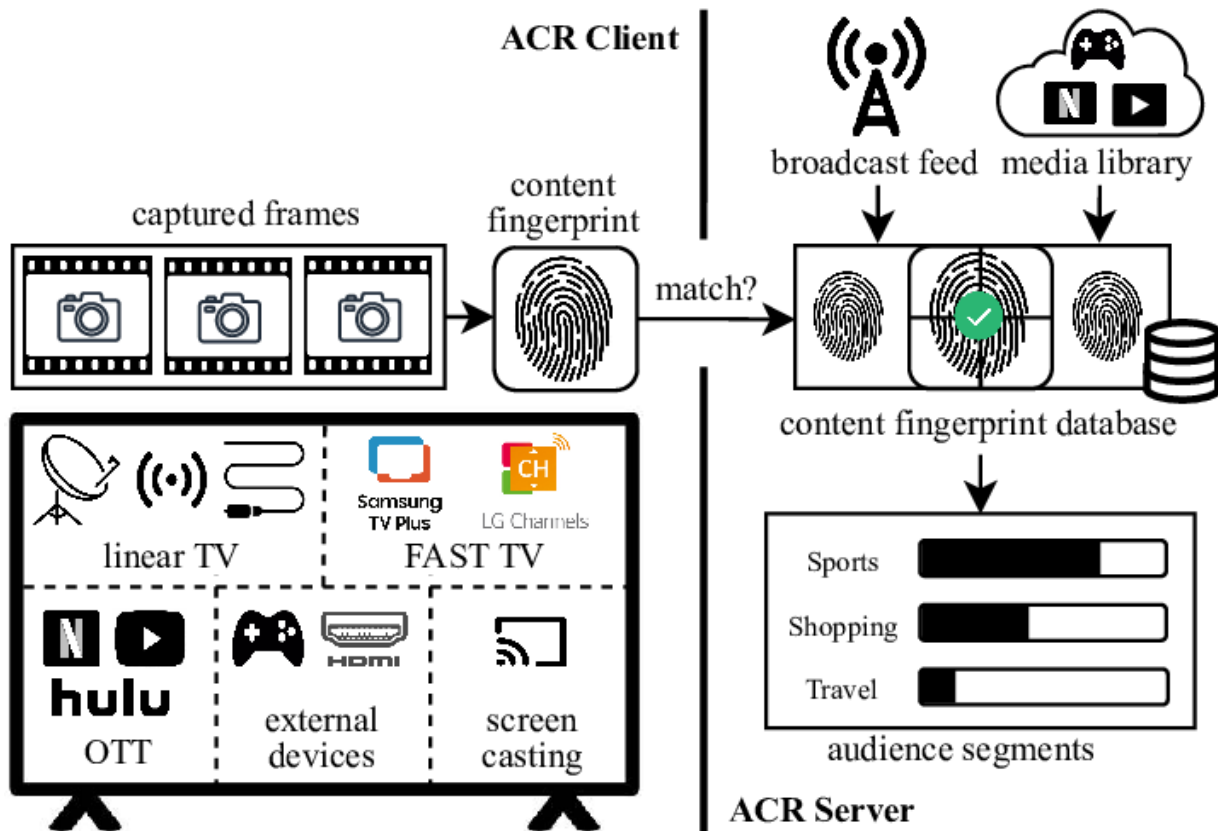 ACR Client
broadcast feed
media library
captured frames
content
fingerprint
match?
content fingerprint database
Samsung
TV Plus
CH
LG Channels
linear TV
FAST TV
N
hulu
OTT
HDMI
external
devices
screen
casting
N
Sports
Shopping
Travel
audience segments
ACR Server